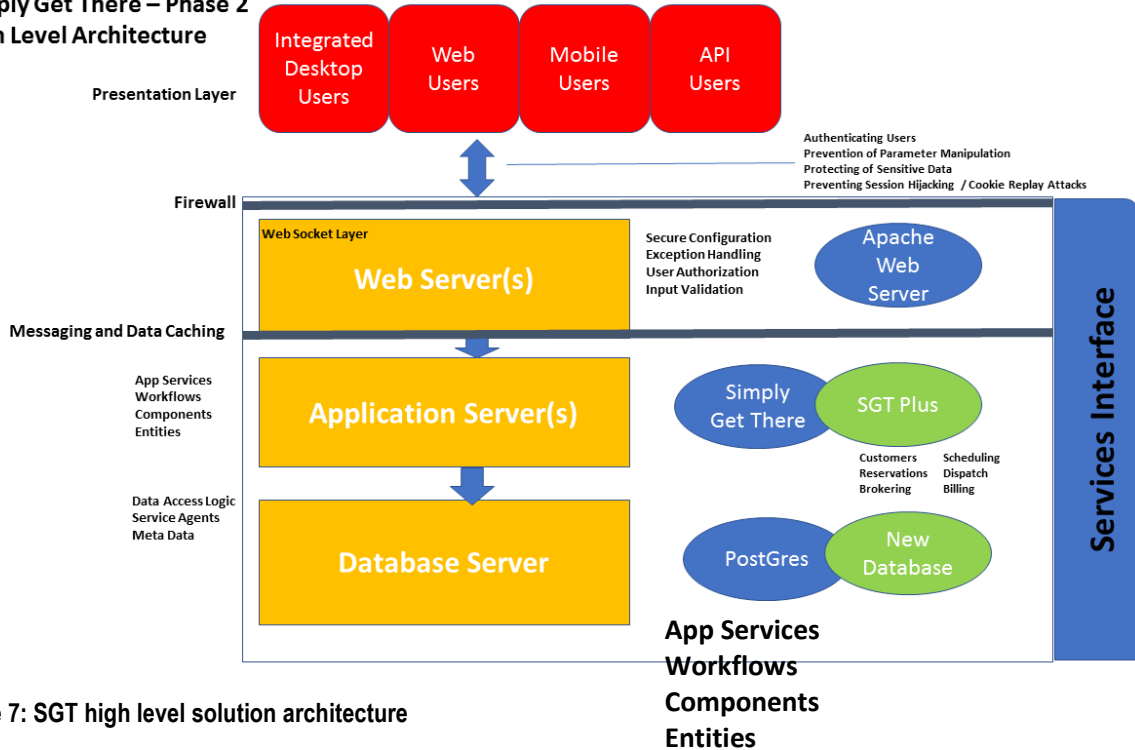 ply Get There – Phase 2
Level Architecture
Integrated
Desktop
Users
Web
Users
Mobile
Users
API
Users
Presentation Layer
Authenticating Users
Prevention of Parameter Manipulation
Protecting of Sensitive Data
Preventing Session Hijacking / Cookie Replay Attacks
Firewall
Web Socket Layer
Web Server(s)
Secure Configuration
Exception Handling
User Authorization
Input Validation
Apache
Web
Server
Messaging and Data Caching
App Services
Workflows
Components
Entities
Application Server(s)
Simply
Get There
SGT Plus
Customers
Reservations
Brokering
Scheduling
Dispatch
Billing
Data Access Logic
Service Agents
Meta Data
Database Server
PostGres
New
Database
Services Interface
App Services
Workflows
Components
Entities
7: SGT high level solution architecture